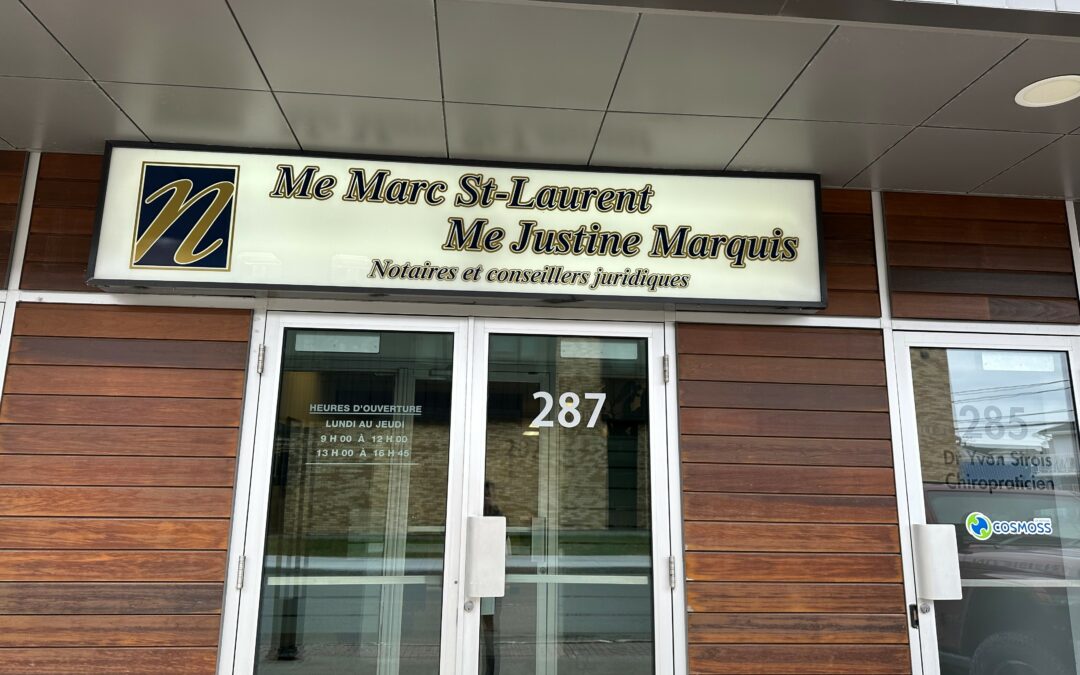 n
Me Marc St-Laurent
Me Justine Marquis
Notaires et conseillers juridiques
HEURES D'OUVERTURE
LUNDI AU JEUDI
9 H 00 À 12 H 00
13 H 00 À 16 H 45
287
285
Dr Yvan Sirois
Chiropraticien
COSMOSS